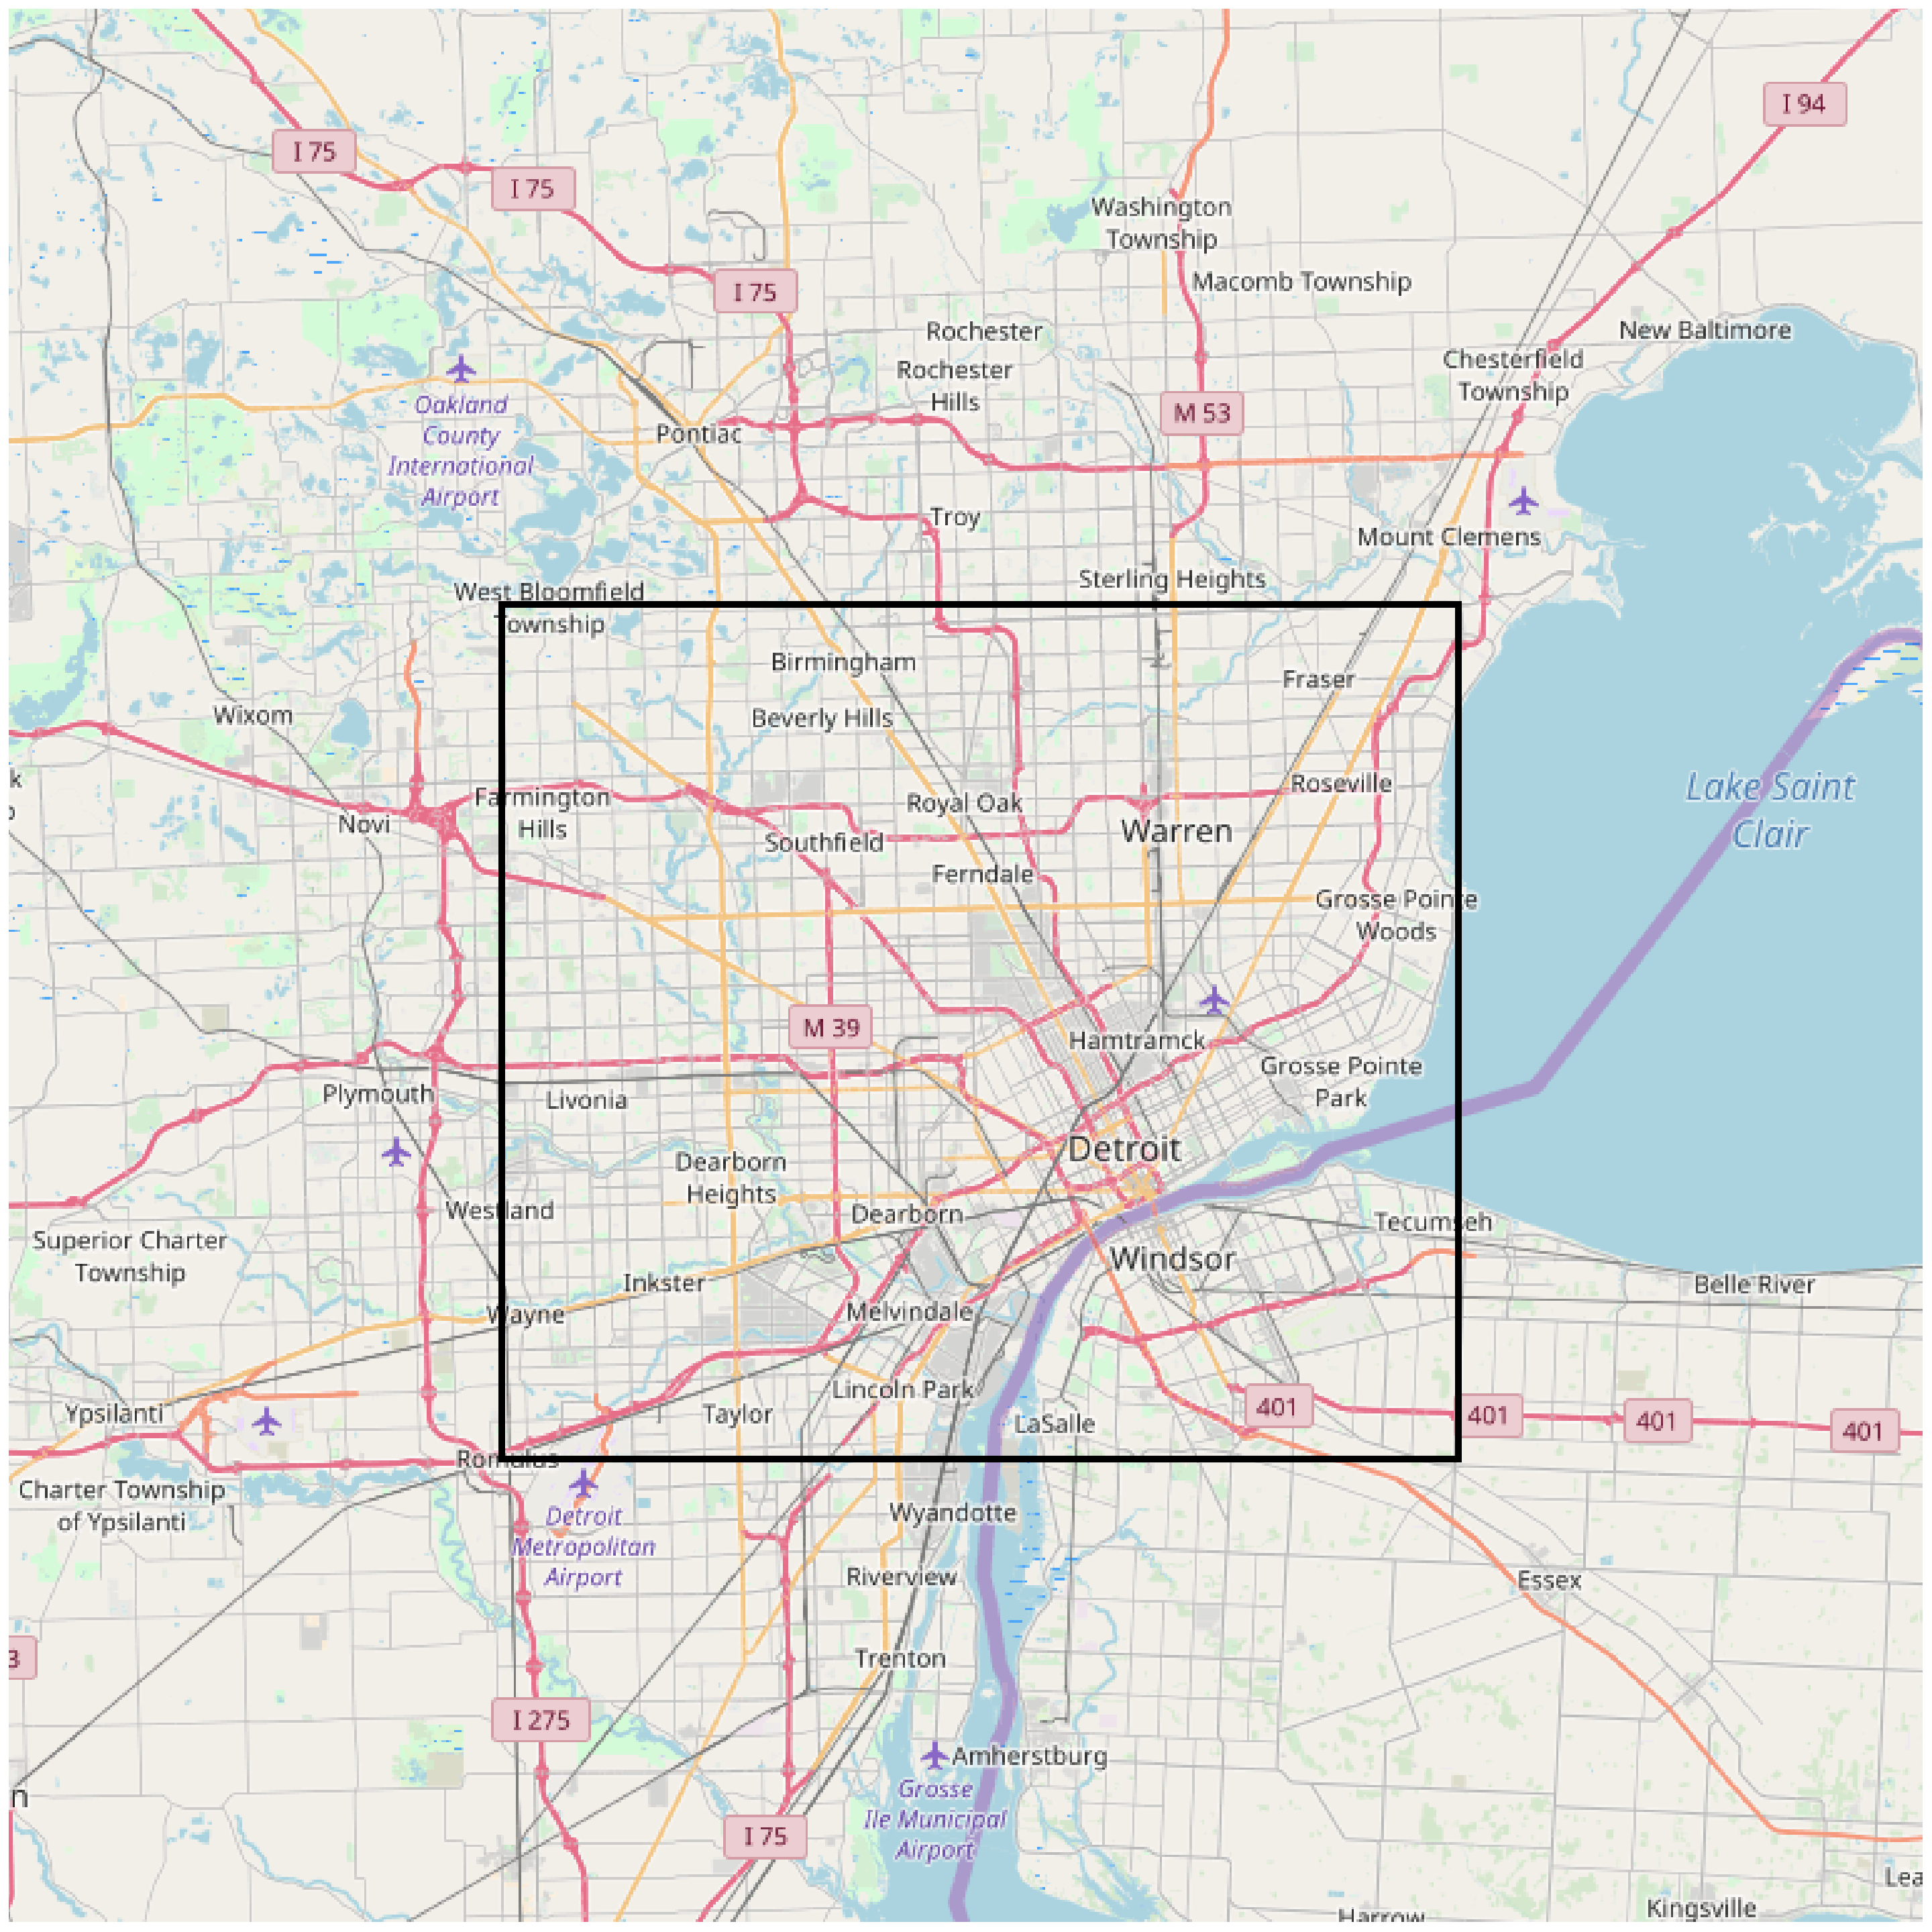 I 94
I 75
I 75
Washington
Township
Macomb Township
I 75
Rochester
New Baltimore
Chesterfield
Township
Rochester
Hills
Oakland
County
International
Airport
M 53
Pontiac
Troy
Mount Clemens
Sterling Heights
West Bloomfield
Township
Birmingham
Fraser
Wixom
Beverly Hills
k
Roseville
Lake Saint
Clair
Farmington
Hills
Royal Oak
Novi
Warren
Southfield
Ferndale
Grosse Pointe
Woods
M 39
Hamtramck
Grosse Pointe
Park
Plymouth
Livonia
Detroit
Dearborn
Heights
Westland
Dearborn
Tecumseh
Superior Charter
Township
Windsor
Inkster
Belle River
Wayne
Melvindale
Lincoln Park
401
401
401
401
Ypsilanti
Taylor
LaSalle
Romulus
Charter Township
of Ypsilanti
Detroit
Metropolitan
Airport
Wyandotte
Riverview
Essex
3
Trenton
I 275
Amherstburg
Grosse
Ile Municipal
Airport
n
I 75
Lea
Kingsville
Harrow